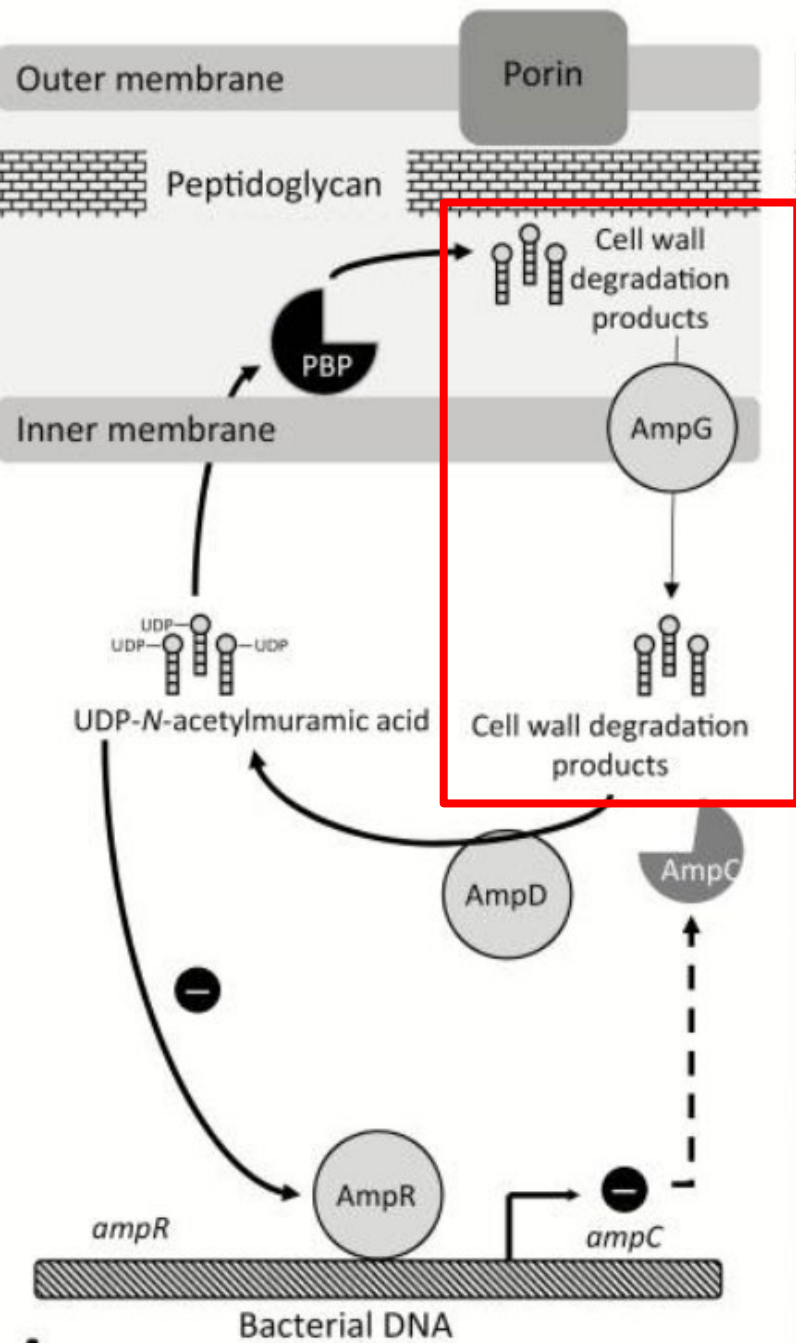 Outer membrane
Porin
Peptidoglycan
Cell wall
degradation
products
PBP
Inner membrane
AmpG
UDP
UDP
UDP
UDP-N-acetylmuramic acid
Cell wall degradation
products
AmpC
AmpD
AmpR
ampR
ampC
Bacterial DNA